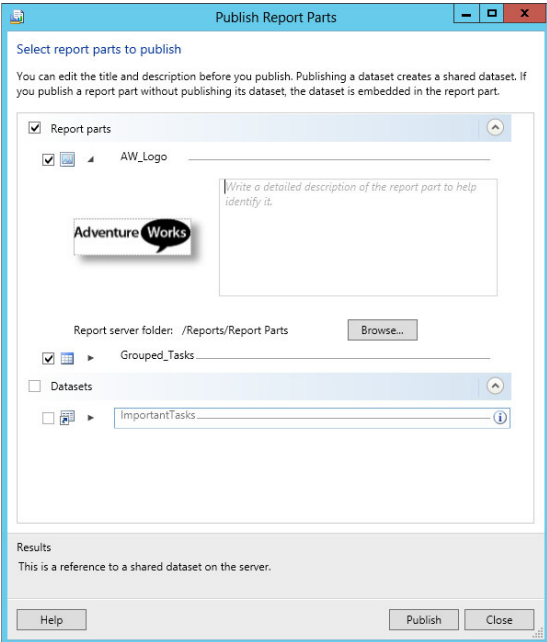 Publish Report Parts
Select report parts to publish
You can edit the title and description before you publish. Publishing a dataset creates a shared dataset. If
you publish a report part without publishing its dataset, the dataset is embedded in the report part.
Report parts
AW_Logo
Write a detailed description of the report part to help
identify it.
Adventure Works
Report server folder: /Reports/Report Parts
Browse...
Grouped_Tasks
Datasets
ImportantTasks
Results
This is a reference to a shared dataset on the server.
Help
Publish
Close